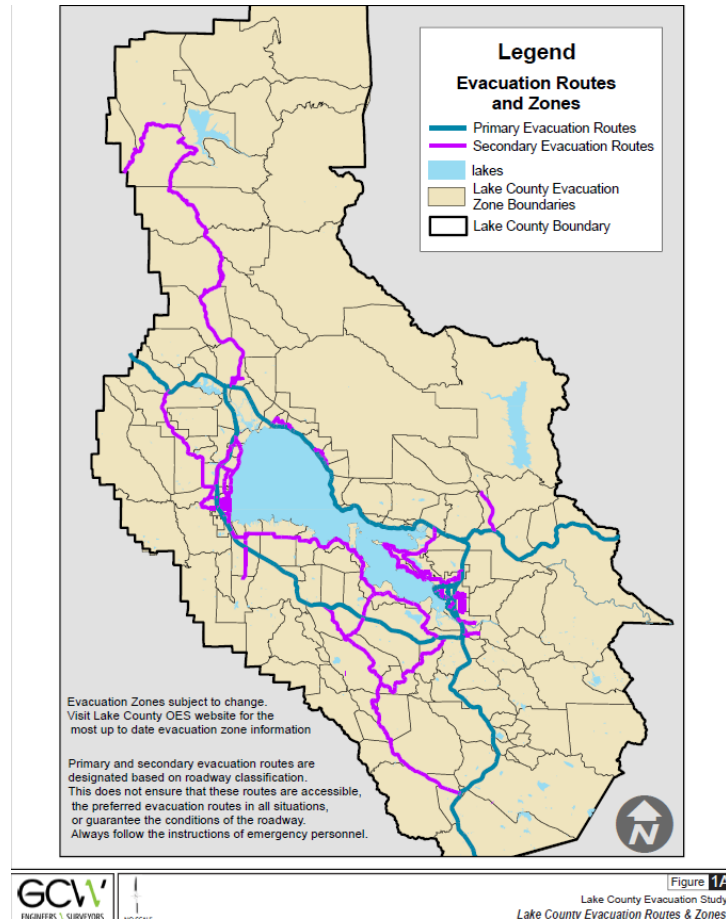 Legend
Evacuation Routes
and Zones
Primary Evacuation Routes
Secondary Evacuation Routes
lakes
Lake County Evacuation
Zone Boundaries
Lake County Boundary
Evacuation Zones subject to change.
Visit Lake County OES website for the
most up to date evacuation zone information
Primary and secondary evacuation routes are
designated based on roadway classification.
This does not ensure that these routes are accessible,
the preferred evacuation routes in all situations,
or guarantee the conditions of the roadway.
Always follow the instructions of emergency personnel.
N
GCW
ENGINEERS \ SURVEYORS
NO SCALE
Figure 1A
Lake County Evacuation Study
Lake County Evacuation Routes & Zones